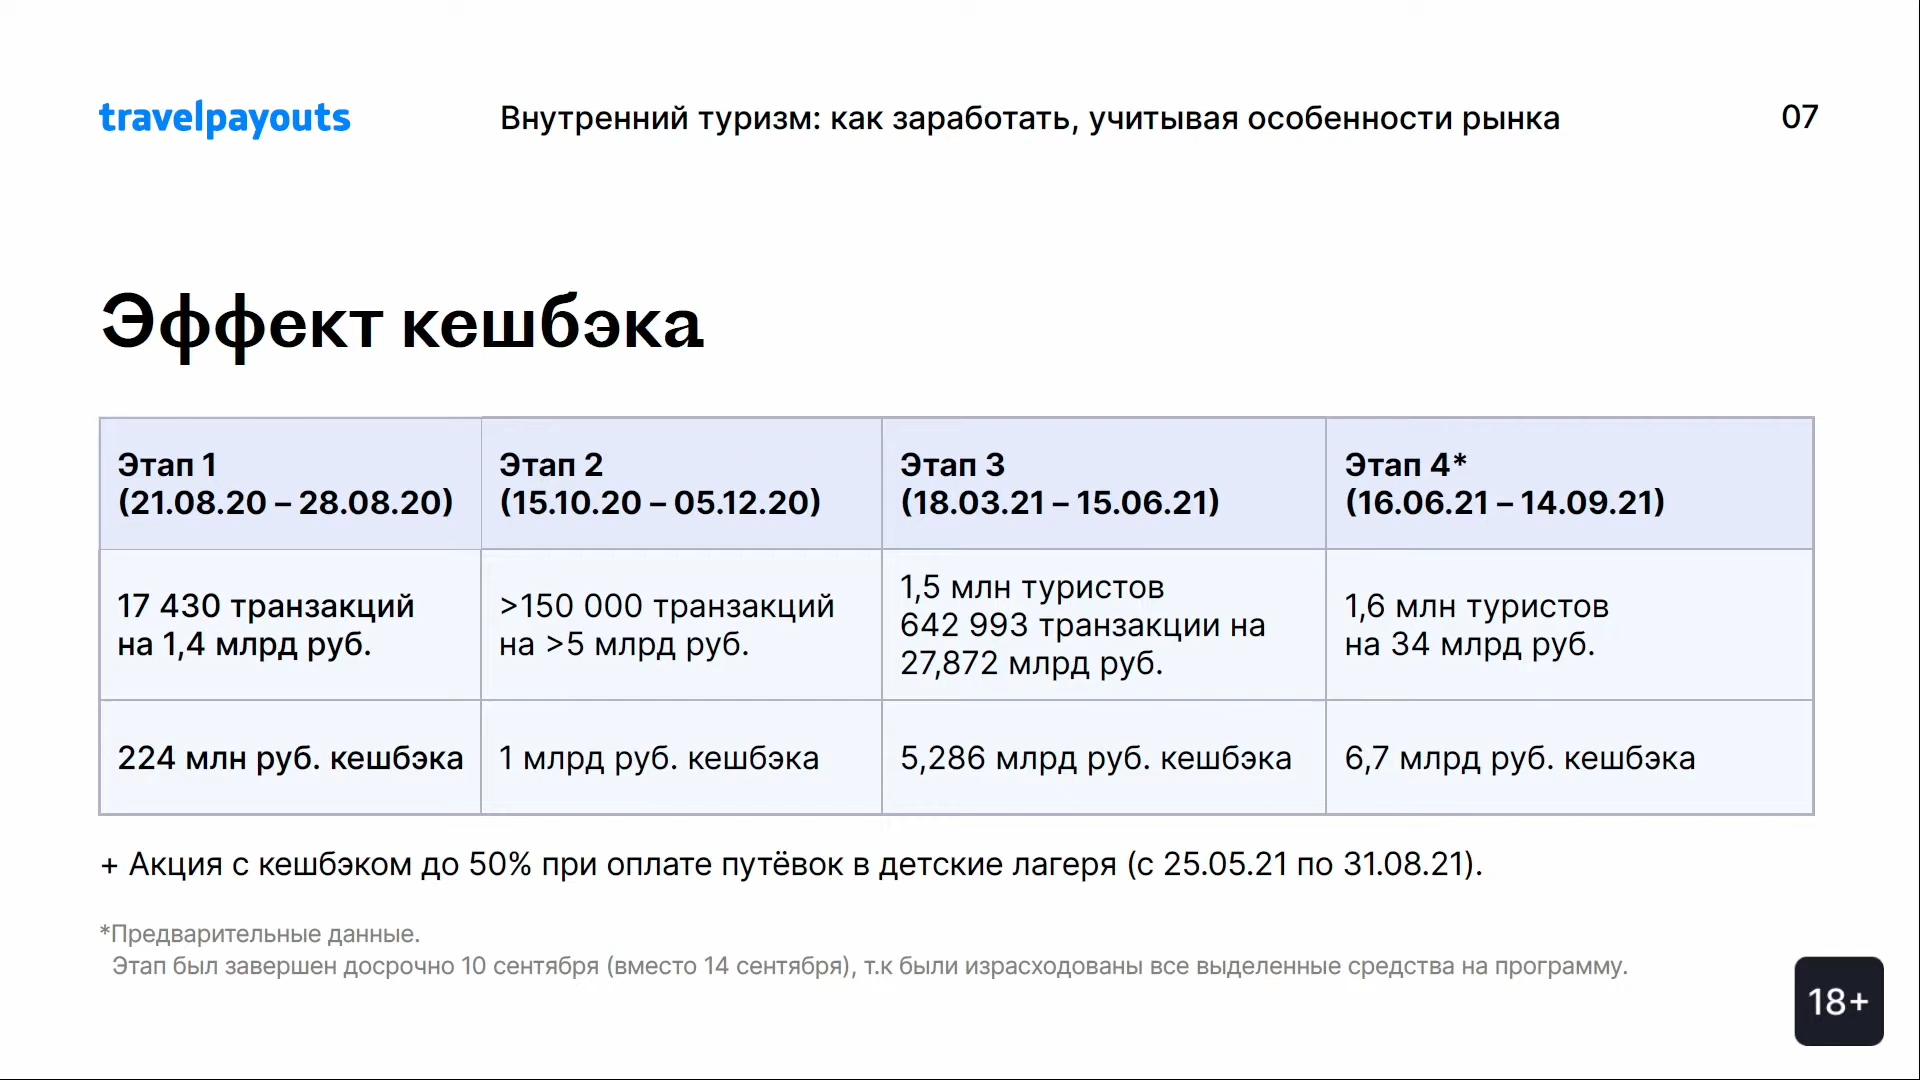 travelpayouts
Внутренний туризм: как заработать, учитывая особенности рынка
07
Эффект кешбэка
Этап 1
(21.08.20 – 28.08.20)
Этап 2
(15.10.20 – 05.12.20)
Этап 3
(18.03.21 – 15.06.21)
Этап 4*
(16.06.21 – 14.09.21)
17 430 транзакций
на 1,4 млрд руб.
>150 000 транзакций
на >5 млрд руб.
1,5 млн туристов
642 993 транзакции на
27,872 млрд руб.
1,6 млн туристов
на 34 млрд руб.
224 млн руб. кешбэка
1 млрд руб. кешбэка
5,286 млрд руб. кешбэка
6,7 млрд руб. кешбэка
+ Акция с кешбэком до 50% при оплате путёвок в детские лагеря (с 25.05.21 по 31.08.21).
*Предварительные данные.
Этап был завершен досрочно 10 сентября (вместо 14 сентября), т.к были израсходованы все выделенные средства на программу.
18+